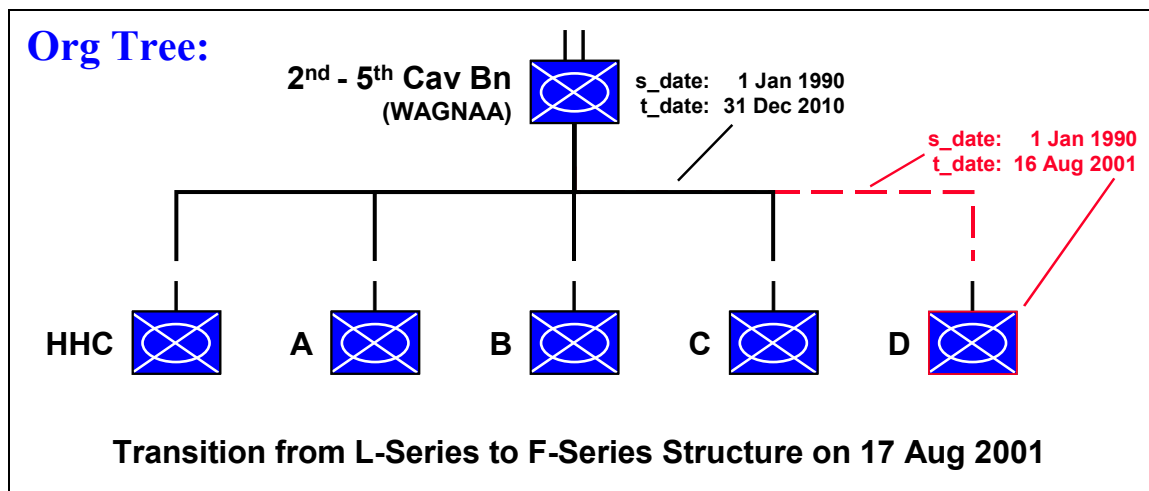 Org Tree:
2nd - 5th Cav Bn
(WAGNAA)
s_date: 1 Jan 1990
t_date: 31 Dec 2010
s_date: 1 Jan 1990
t_date: 16 Aug 2001
HHC A B C D
Transition from L-Series to F-Series Structure on 17 Aug 2001